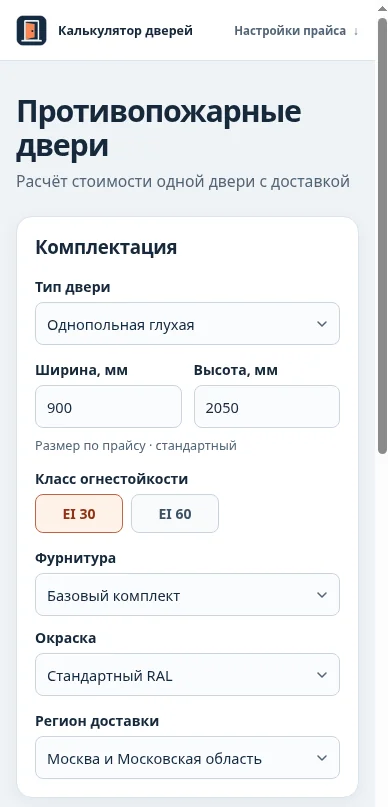 Калькулятор дверей
Настройки прайса ↓
Противопожарные
двери
Расчёт стоимости одной двери с доставкой
Комплектация
Тип двери
Однопольная глухая
Ширина, мм
Высота, мм
900
2050
Размер по прайсу · стандартный
Класс огнестойкости
EI 30
EI 60
Фурнитура
Базовый комплект
Окраска
Стандартный RAL
Регион доставки
Москва и Московская область